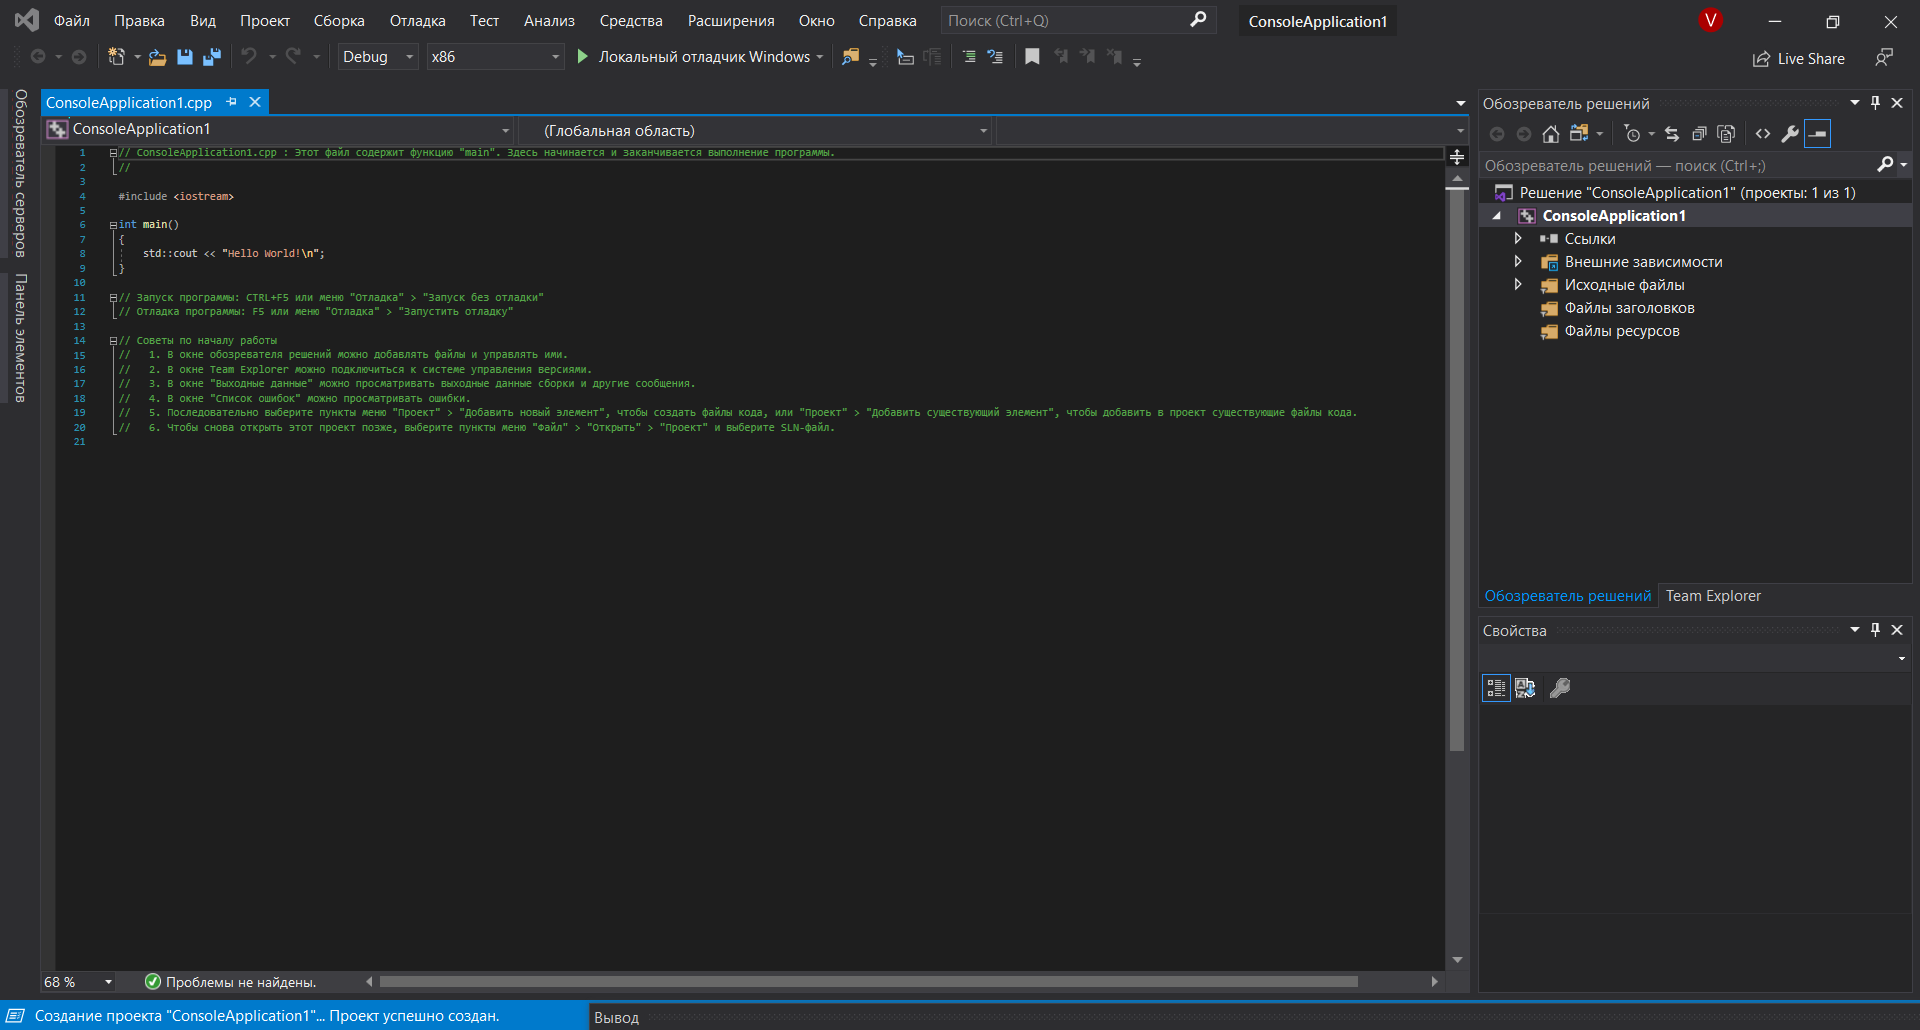 Файл Правка Вид Проект Сборка Отладка Тест Анализ Средства Расширения Окно Справка Поиск (Ctrl+Q) ConsoleApplication1 V
Debug x86 Локальный отладчик Windows Live Share
Обозреватель серверов
Панель элементов
ConsoleApplication1.cpp
ConsoleApplication1 (Глобальная область)
1 // ConsoleApplication1.cpp : Этот файл содержит функцию "main". Здесь начинается и заканчивается выполнение программы.
2 //
3
4 #include <iostream>
5
6 int main()
7 {
8 std::cout << "Hello World!\n";
9 }
10
11 // Запуск программы: CTRL+F5 или меню "Отладка" > "Запуск без отладки"
12 // Отладка программы: F5 или меню "Отладка" > "Запустить отладку"
13
14 // Советы по началу работы
15 // 1. В окне обозревателя решений можно добавлять файлы и управлять ими.
16 // 2. В окне Team Explorer можно подключиться к системе управления версиями.
17 // 3. В окне "Выходные данные" можно просматривать выходные данные сборки и другие сообщения.
18 // 4. В окне "Список ошибок" можно просматривать ошибки.
19 // 5. Последовательно выберите пункты меню "Проект" > "Добавить новый элемент", чтобы создать файлы кода, или "Проект" > "Добавить существующий элемент", чтобы добавить в проект существующие файлы кода.
20 // 6. Чтобы снова открыть этот проект позже, выберите пункты меню "Файл" > "Открыть" > "Проект" и выберите SLN-файл.
21
68 % Проблемы не найдены.
Обозреватель решений
Обозреватель решений — поиск (Ctrl+;)
Решение "ConsoleApplication1" (проекты: 1 из 1)
ConsoleApplication1
Ссылки
Внешние зависимости
Исходные файлы
Файлы заголовков
Файлы ресурсов
Обозреватель решений Team Explorer
Свойства
Создание проекта "ConsoleApplication1"... Проект успешно создан.
Вывод